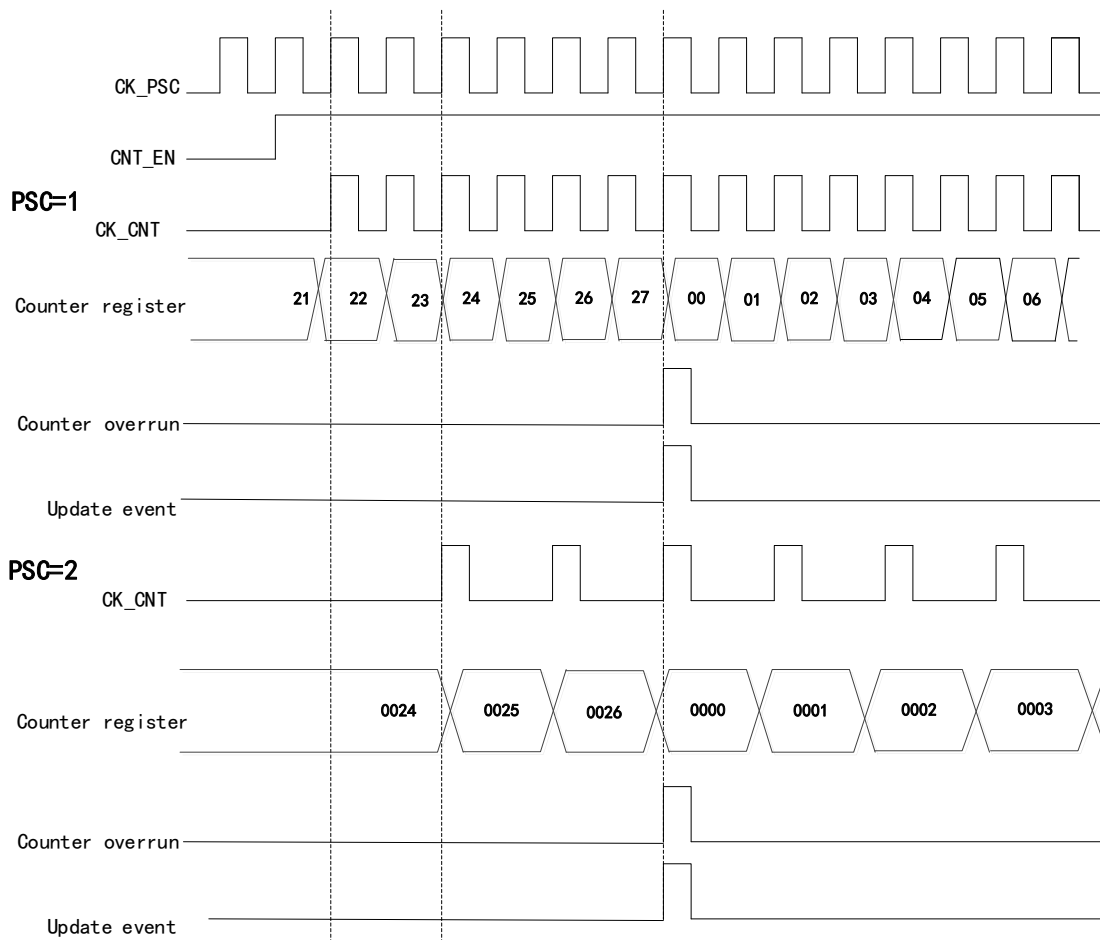 CK_PSC
CNT_EN
PSC=1
CK_CNT
Counter register 21 22 23 24 25 26 27 00 01 02 03 04 05 06
Counter overrun
Update event
PSC=2
CK_CNT
Counter register 0024 0025 0026 0000 0001 0002 0003
Counter overrun
Update event